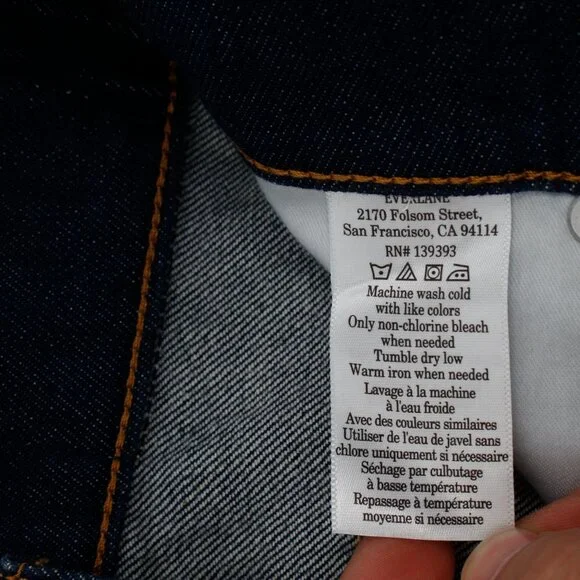 EVERLANE
2170 Folsom Street,
San Francisco, CA 94114
RN# 139393
Machine wash cold
with like colors
Only non-chlorine bleach
when needed
Tumble dry low
Warm iron when needed
Lavage à la machine
à l'eau froide
Avec des couleurs similaires
Utiliser de l'eau de javel sans
chlore uniquement si nécessaire
Séchage par culbutage
à basse température
Repassage à température
moyenne si nécessaire